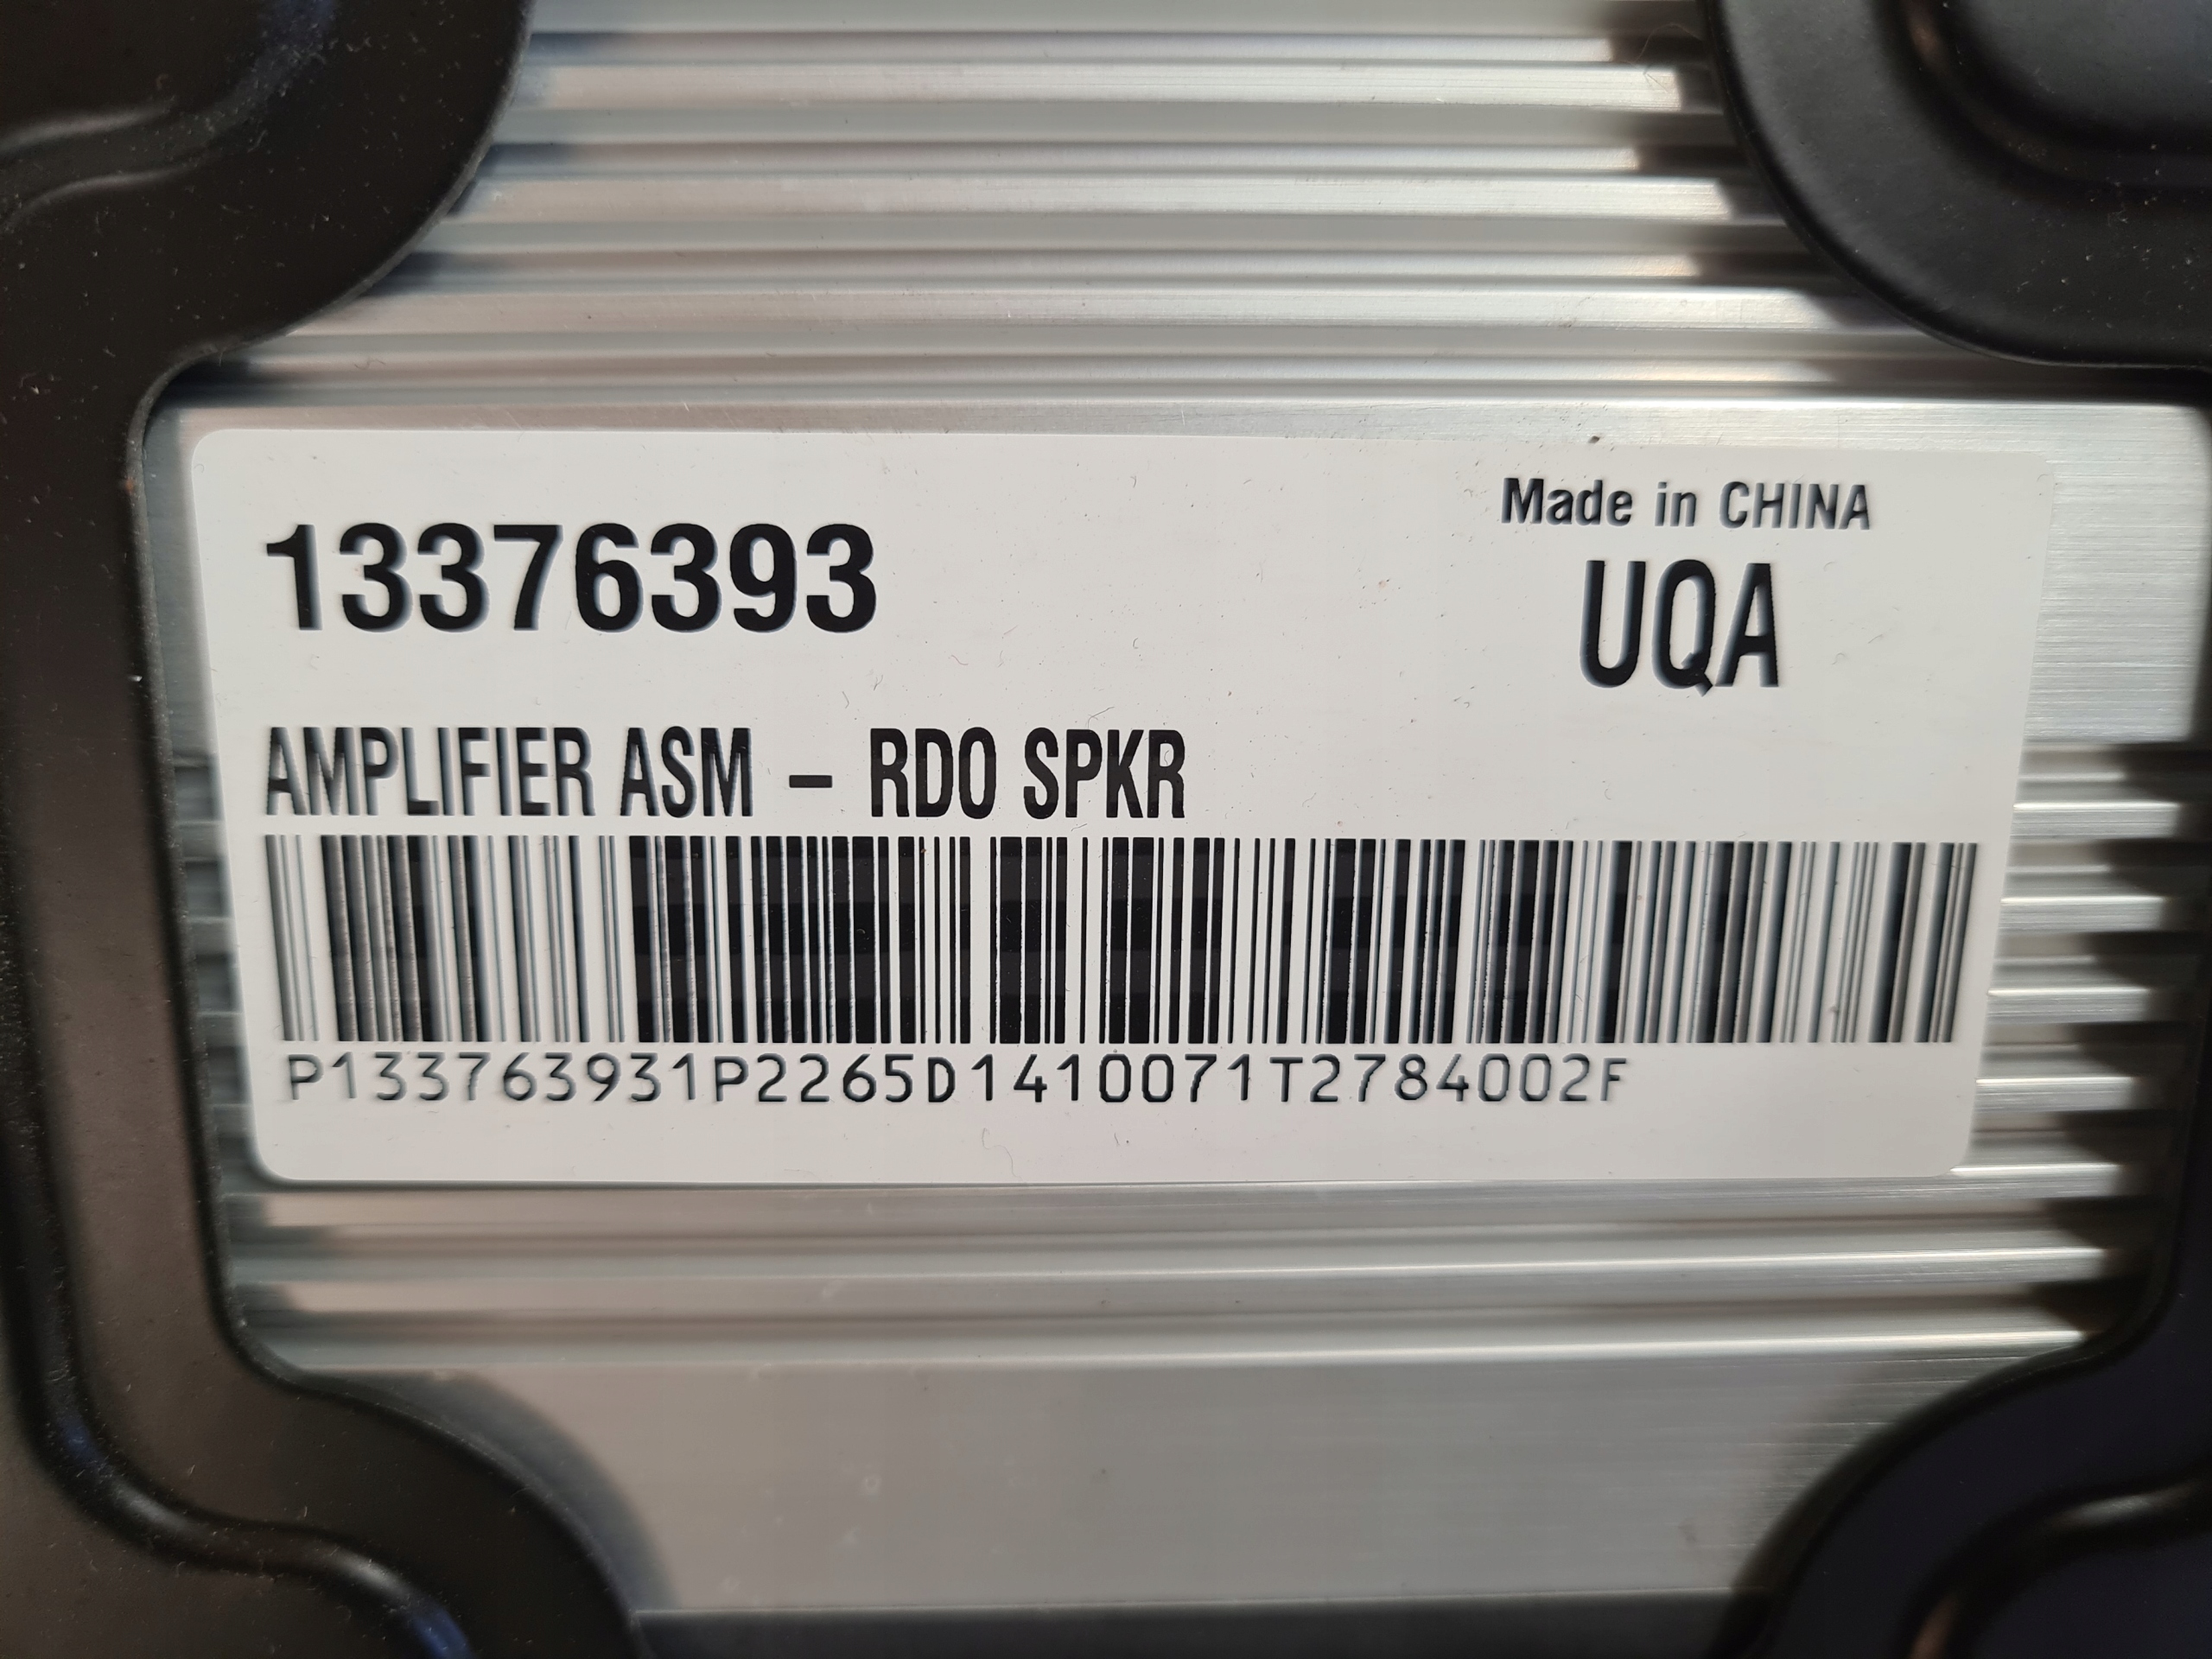 13376393
Made in CHINA
UQA
AMPLIFIER ASM – RDO SPKR
P133763931P2265D1410071T2784002F